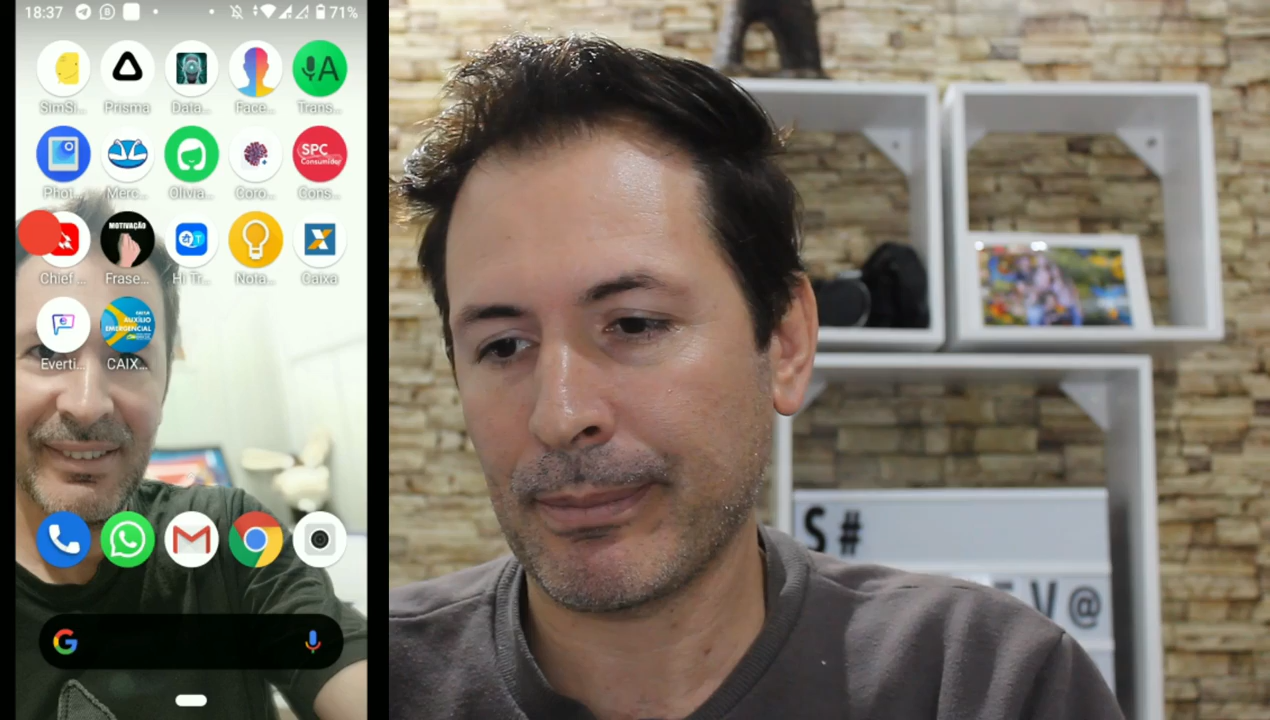 18:37 71%
SimSi... Prisma Data... Face... Trans...
A
SPC
Consumidor
Phot... Merc... Olivia... Coro... Cons...
MOTIVAÇÃO
Chief... Frase... Hi Tr... Nota... Caixa
CAIXA
AUXÍLIO
EMERGENCIAL
Everti... CAIX...
G
S#
V@